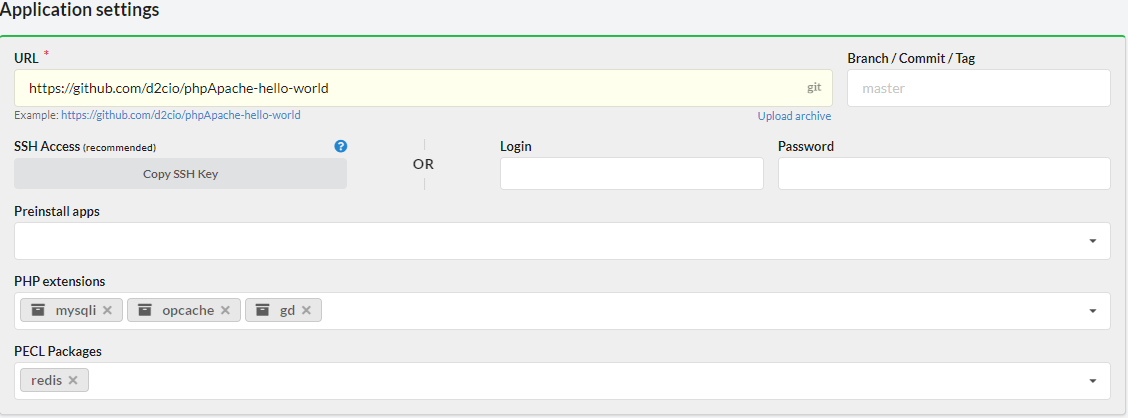 Application settings
URL *
Branch / Commit / Tag
https://github.com/d2cio/phpApache-hello-world git
master
Example: https://github.com/d2cio/phpApache-hello-world
Upload archive
SSH Access (recommended) ?
Copy SSH Key
OR
Login
Password
Preinstall apps
PHP extensions
mysqli × opcache × gd ×
PECL Packages
redis ×